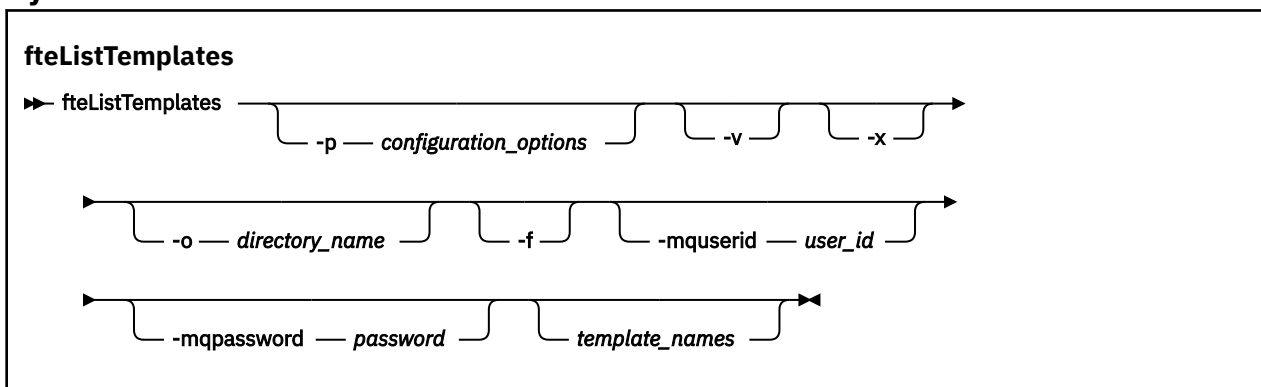 fteListTemplates
fteListTemplates -p configuration_options -v -x
-o directory_name -f -mquserid user_id
-mqpassword password template_names